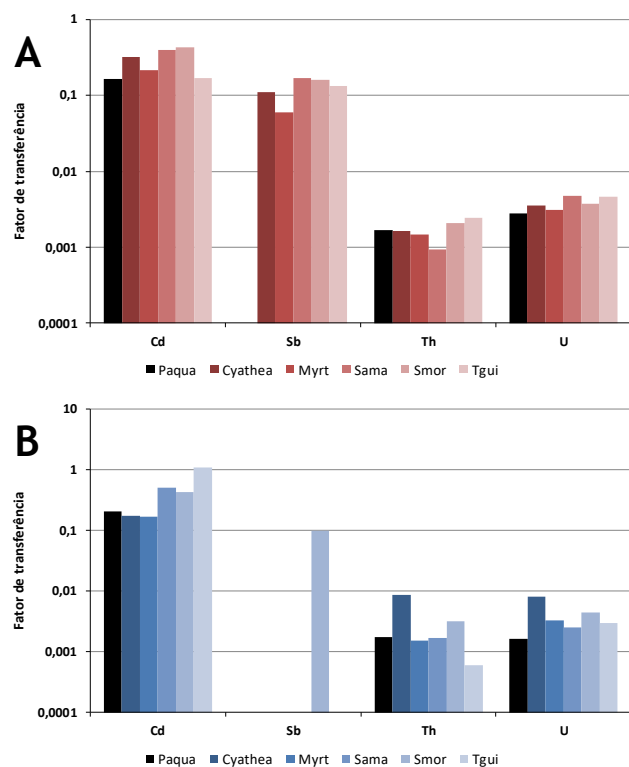 A
Fator de transferência
1
0,1
0,01
0,001
0,0001
Cd Sb Th U
Paqua Cyathea Myrt Sama Smor Tgui
B
Fator de transferência
10
1
0,1
0,01
0,001
0,0001
Cd Sb Th U
Paqua Cyathea Myrt Sama Smor Tgui